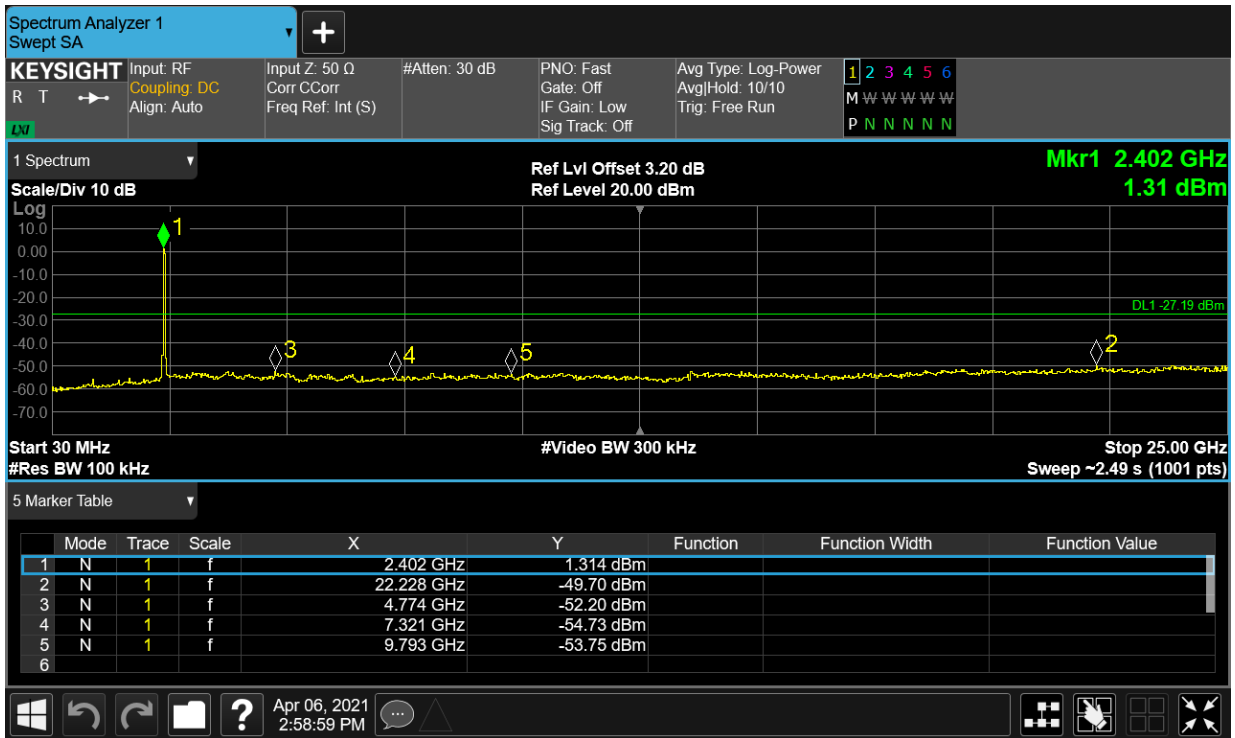 Spectrum Analyzer 1
Swept SA
KEYSIGHT
R T
LXI
Input: RF
Coupling: DC
Align: Auto
Input Z: 50 Ω
Corr CCorr
Freq Ref: Int (S)
#Atten: 30 dB
PNO: Fast
Gate: Off
IF Gain: Low
Sig Track: Off
Avg Type: Log-Power
Avg|Hold: 10/10
Trig: Free Run
1 2 3 4 5 6
M W W W W W
P N N N N N
1 Spectrum
Scale/Div 10 dB
Ref Lvl Offset 3.20 dB
Ref Level 20.00 dBm
Mkr1 2.402 GHz
1.31 dBm
Log
10.0
0.00
-10.0
-20.0
-30.0
-40.0
-50.0
-60.0
-70.0
1
DL1 -27.19 dBm
3
4
5
2
Start 30 MHz
#Res BW 100 kHz
#Video BW 300 kHz
Stop 25.00 GHz
Sweep ~2.49 s (1001 pts)
5 Marker Table
Mode Trace Scale X Y Function Function Width Function Value
1 N 1 f 2.402 GHz 1.314 dBm
2 N 1 f 22.228 GHz -49.70 dBm
3 N 1 f 4.774 GHz -52.20 dBm
4 N 1 f 7.321 GHz -54.73 dBm
5 N 1 f 9.793 GHz -53.75 dBm
6
?
Apr 06, 2021
2:58:59 PM